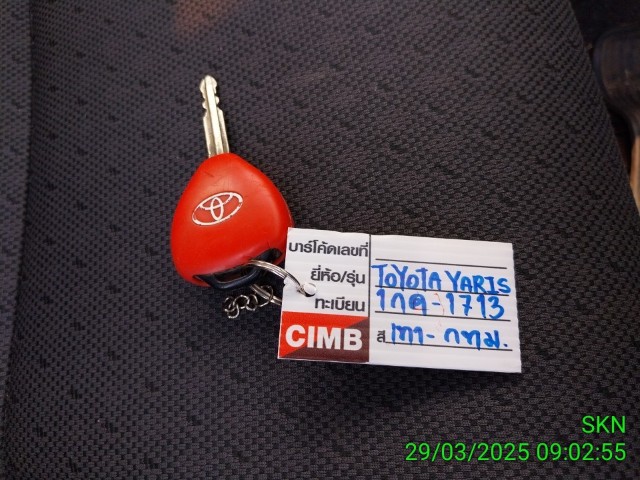 บาร์โค้ดเลขที่
ยี่ห้อ/รุ่น TOYOTA YARIS
ทะเบียน 1กด-1713
CIMB สี เทา - กทม.
SKN
29/03/2025 09:02:55